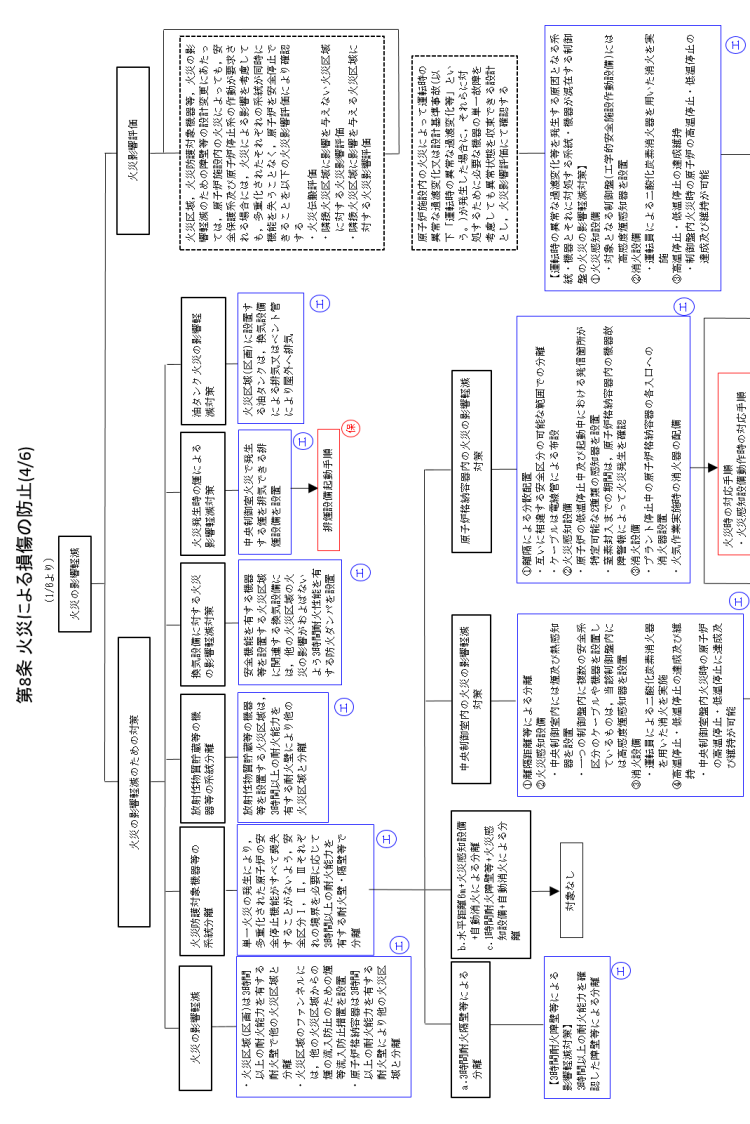 第8条 火災による損傷の防止(4/6)
(1/6より)
火災の影響軽減
火災の影響軽減のための対策
火災影響評価
火災の影響軽減
・火災区域(区画)は3時間
以上の耐火能力を有する
耐火壁で他の火災区域と
分離
・火災区域のファンネルに
は,他の火災区域からの
煙の流入防止のための煙
等流入防止措置を設置
・原子炉格納容器は3時間
以上の耐火能力を有する
耐火壁により他の火災区
域と分離
エ
火災防護対象機器等の
系統分離
単一火災の発生により,
多重化された原子炉の安
全停止機能がすべて喪失
することがないよう,安
全区分Ⅰ,Ⅱ,Ⅲそれぞ
れの境界を必要に応じて
3時間以上の耐火能力を
有する耐火壁・隔壁等で
分離
エ
放射性物質貯蔵等の機
器等の系統分離
放射性物質貯蔵等の機器
等を設置する火災区域は,
3時間以上の耐火能力を
有する耐火壁により他の
火災区域と分離
エ
換気設備に対する火災
の影響軽減対策
安全機能を有する機器
等を設置する火災区域
に関連する換気設備に
は,他の火災区域の火
災の影響がおよばない
よう3時間耐火性能を有
する防火ダンパを設置
エ
火災発生時の煙による
影響軽減対策
中央制御室火災で発生
する煙を排気できる排
煙設備を設置
エ
排煙設備起動手順
保
油タンク火災の影響軽
減対策
火災区域(区画)に設置す
る油タンクは,換気設備
による排気又はベント管
により屋外へ排気
エ
火災区域,火災防護対象機器等,火災の影
響軽減のための障壁等の設計変更にあたっ
ては,原子炉施設内の火災によっても,安
全保護系及び原子炉停止系の作動が要求さ
れる場合には,火災による影響を考慮して
も,多重化されたそれぞれの系統が同時に
機能を失うことなく,原子炉を安全停止で
きることを以下の火災影響評価により確認
する
・火災伝播評価
・隣接火災区域に影響を与えない火災区域
に対する火災影響評価
・隣接火災区域に影響を与える火災区域に
対する火災影響評価
a.3時間耐火隔壁等による
分離
【3時間耐火障壁等による
影響軽減対策】
3時間以上の耐火能力を確
認した障壁等による分離
エ
b.水平距離6m+火災感知設備
+自動消火による分離
c.1時間耐火障壁等+火災感
知設備+自動消火による分
離
対象なし
中央制御室内の火災の影響軽減
対策
①離隔距離等による分離
②火災感知設備
・中央制御室内には煙及び熱感知
器を設置
・一つの制御盤内に複数の安全系
区分のケーブルや機器を設置し
ているものは,当該制御盤内に
は高感度煙感知器を設置
③消火設備
・運転員による二酸化炭素消火器
を用いた消火を実施
④高温停止・低温停止の達成及び維
持
・中央制御室盤内火災時の原子炉
の高温停止・低温停止に達成及
び維持が可能
エ
原子炉格納容器内の火災の影響軽減
対策
①離隔による分散配置
・互いに相違する安全区分の可能な範囲での分離
・ケーブルは電線管による布設
②火災感知設備
・原子炉の低温停止中及び起動中における発信箇所が
特定可能な2種類の感知器を設置
・窒素封入までの期間は,原子炉格納容器内の機器故
障警報によって火災発生を確認
③消火設備
・プラント停止中の原子炉格納容器の各入口への
消火器設置
・火気作業実施時の消火器の配備
エ
火災時の対応手順
・火災感知設備動作時の対応手順
原子炉施設内の火災によって運転時の
異常な過渡変化又は設計基準事故(以
下「運転時の異常な過渡変化等」とい
う。)が発生した場合に,それらに対
処するために必要な機器の単一故障を
考慮しても異常状態を収束できる設計
とし,火災影響評価にて確認する
【運転時の異常な過渡変化等を発生する原因となる系
統・機器とそれに対処する系統・機器が混在する制御
盤の火災の影響軽減対策】
①火災感知設備
・対象となる制御盤(工学的安全施設作動設備)には
高感度煙感知器を設置
②消火設備
・運転員による二酸化炭素消火器を用いた消火を実
施
③高温停止・低温停止の達成維持
・制御盤内火災時の原子炉の高温停止・低温停止の
達成及び維持が可能
エ